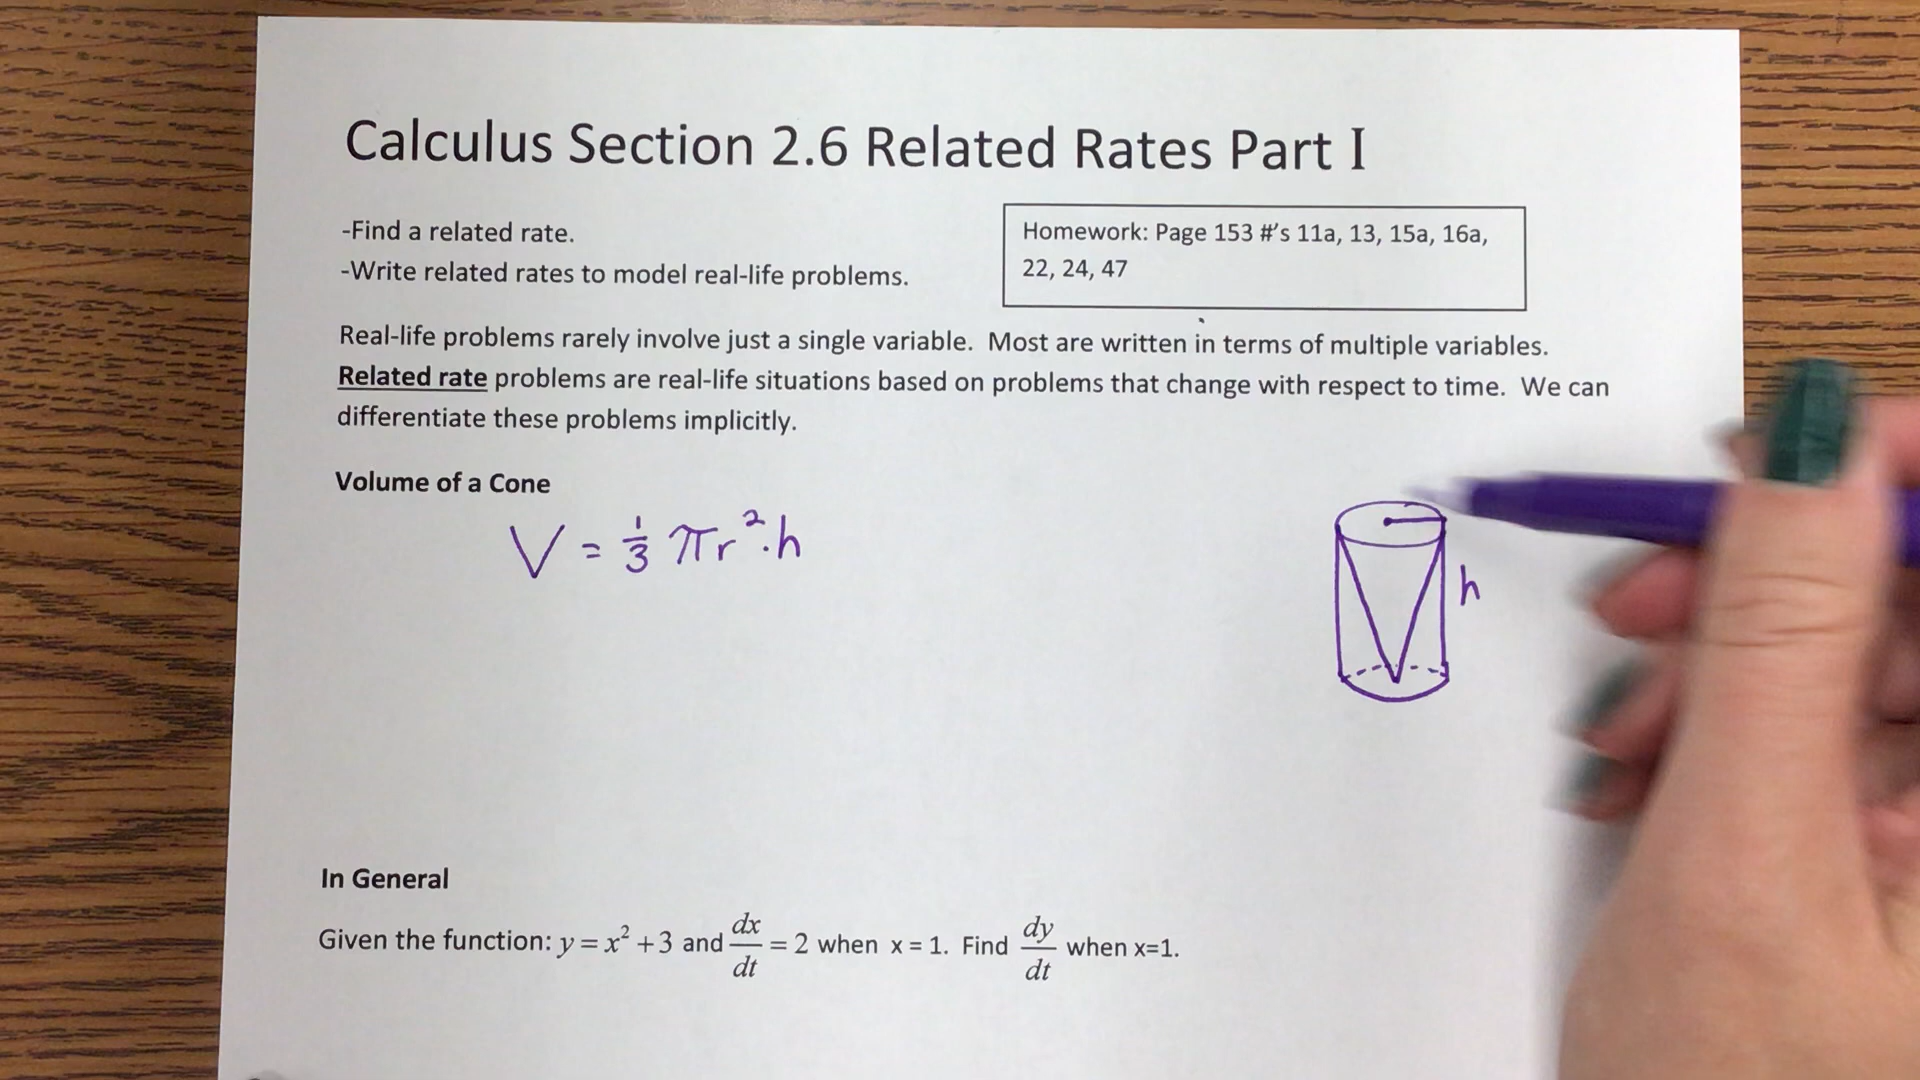 Calculus Section 2.6 Related Rates Part I
-Find a related rate.
-Write related rates to model real-life problems.
Homework: Page 153 #'s 11a, 13, 15a, 16a,
22, 24, 47
Real-life problems rarely involve just a single variable. Most are written in terms of multiple variables.
Related rate problems are real-life situations based on problems that change with respect to time. We can
differentiate these problems implicitly.
Volume of a Cone
V = 1/3 πr²·h
h
In General
Given the function: y = x² + 3 and dx/dt = 2 when x = 1. Find dy/dt when x=1.